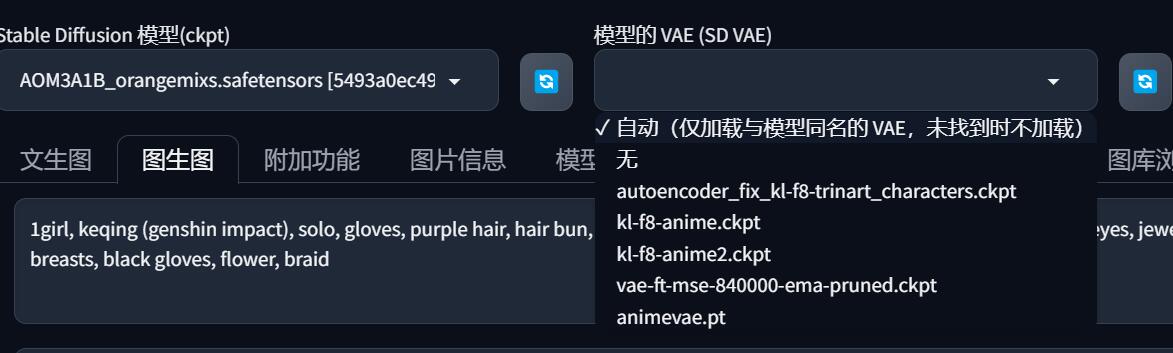 Stable Diffusion 模型(ckpt)
模型的 VAE (SD VAE)
AOM3A1B_orangemixs.safetensors [5493a0ec49
✓ 自动（仅加载与模型同名的 VAE，未找到时不加载）
无
autoencoder_fix_kl-f8-trinart_characters.ckpt
kl-f8-anime.ckpt
kl-f8-anime2.ckpt
vae-ft-mse-840000-ema-pruned.ckpt
animevae.pt
文生图
图生图
附加功能
图片信息
模型
图库浏
1girl, keqing (genshin impact), solo, gloves, purple hair, hair bun,
eyes, jewe
breasts, black gloves, flower, braid